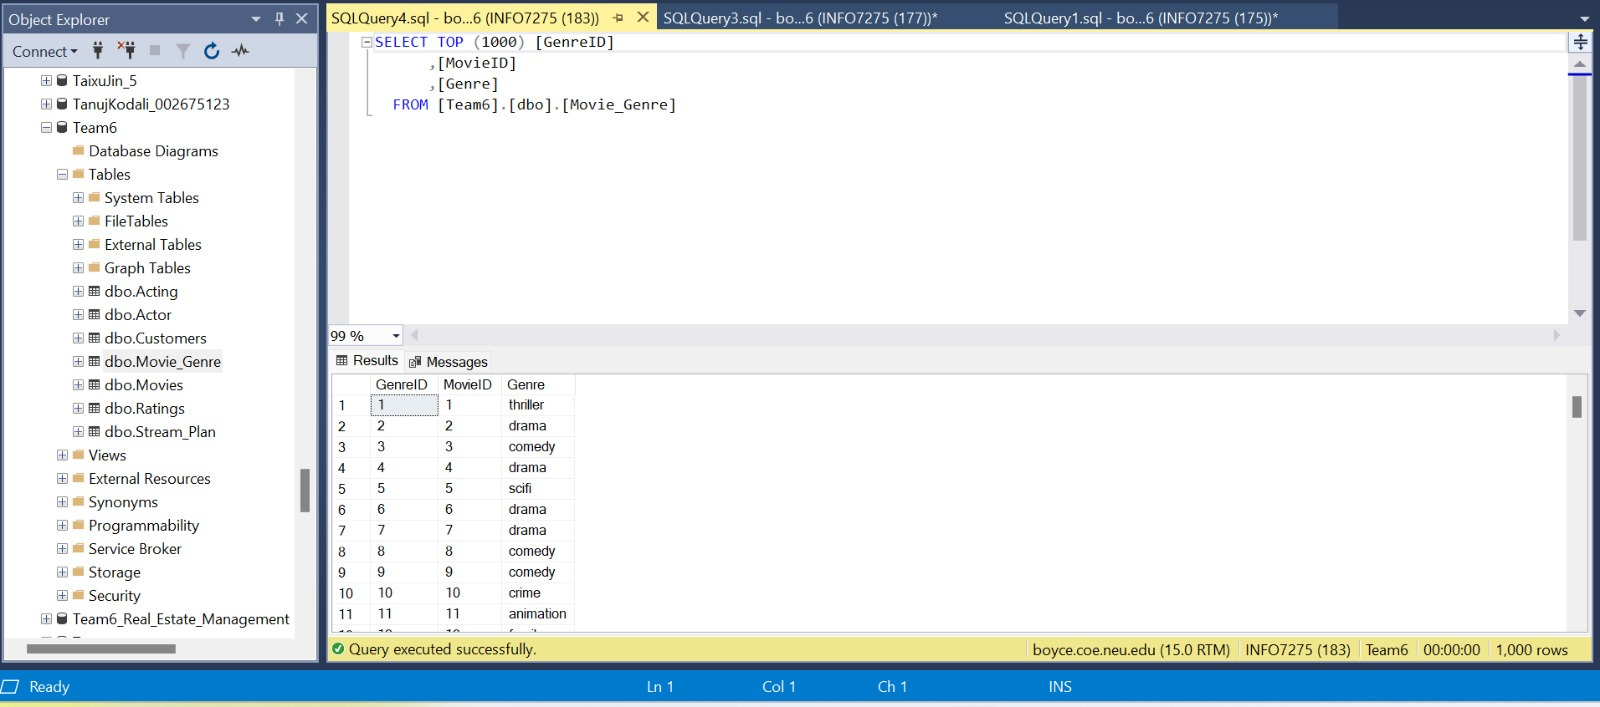 Object Explorer
Connect
TaixuJin_5
TanujKodali_002675123
Team6
Database Diagrams
Tables
System Tables
FileTables
External Tables
Graph Tables
dbo.Acting
dbo.Actor
dbo.Customers
dbo.Movie_Genre
dbo.Movies
dbo.Ratings
dbo.Stream_Plan
Views
External Resources
Synonyms
Programmability
Service Broker
Storage
Security
Team6_Real_Estate_Management
SQLQuery4.sql - bo...6 (INFO7275 (183)) SQLQuery3.sql - bo...6 (INFO7275 (177))* SQLQuery1.sql - bo...6 (INFO7275 (175))*
SELECT TOP (1000) [GenreID]
,[MovieID]
,[Genre]
FROM [Team6].[dbo].[Movie_Genre]
99 %
Results Messages
GenreID MovieID Genre
1 1 1 thriller
2 2 2 drama
3 3 3 comedy
4 4 4 drama
5 5 5 scifi
6 6 6 drama
7 7 7 drama
8 8 8 comedy
9 9 9 comedy
10 10 10 crime
11 11 11 animation
Query executed successfully. boyce.coe.neu.edu (15.0 RTM) INFO7275 (183) Team6 00:00:00 1,000 rows
Ready Ln 1 Col 1 Ch 1 INS